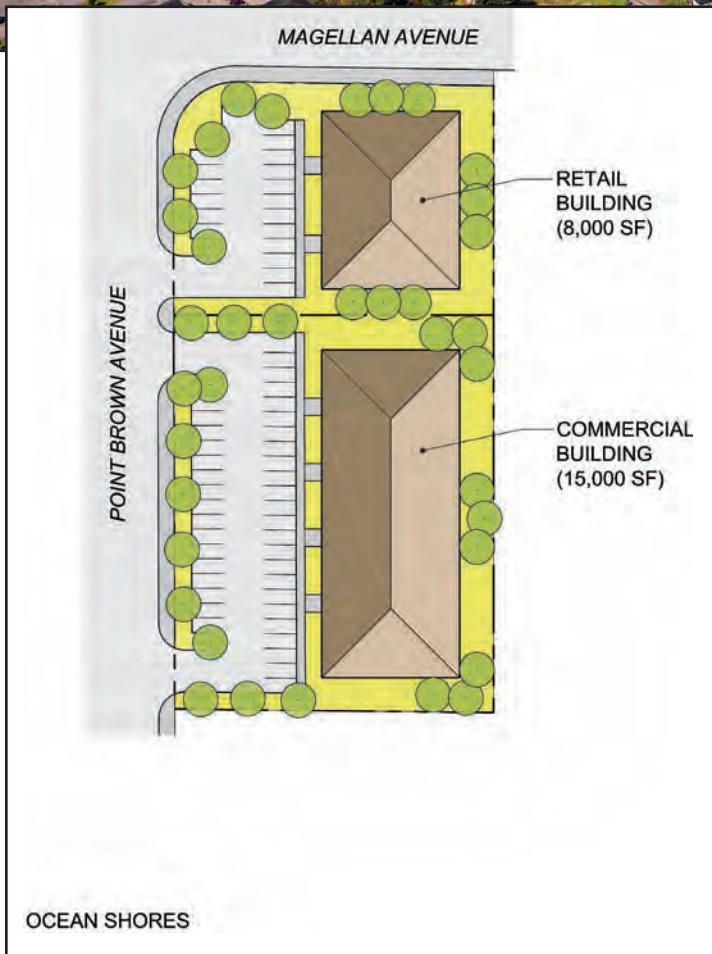 MAGELLAN AVENUE
RETAIL
BUILDING
(8,000 SF)
POINT BROWN AVENUE
COMMERCIAL
BUILDING
(15,000 SF)
OCEAN SHORES